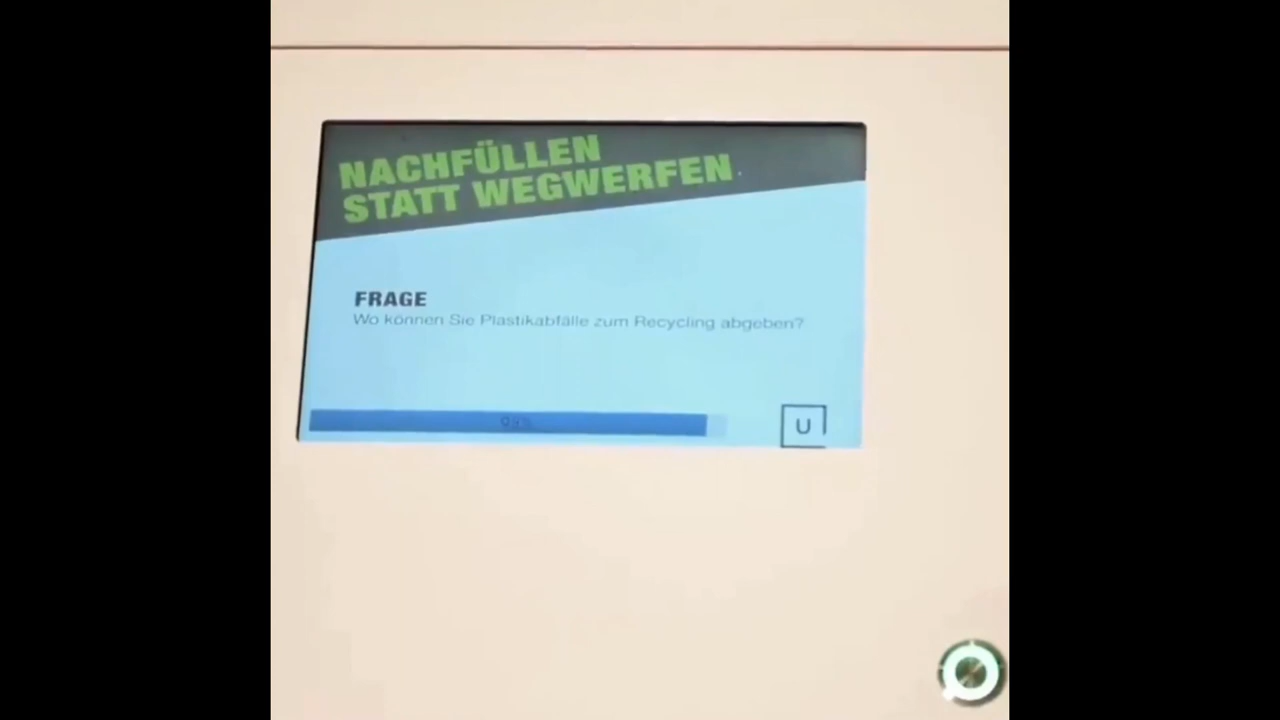 NACHFÜLLEN
STATT WEGWERFEN
FRAGE
Wo können Sie Plastikabfälle zum Recycling abgeben?
U